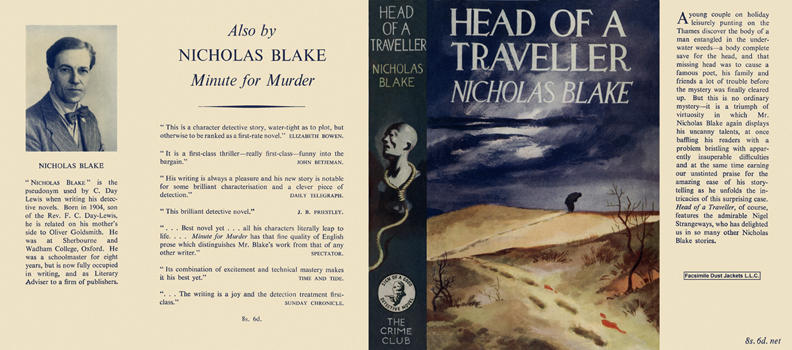 NICHOLAS BLAKE
"NICHOLAS BLAKE" is the
pseudonym used by C. Day
Lewis when writing his detec-
tive novels. Born in 1904, son
of the Rev. F. C. Day-Lewis,
he is related on his mother's
side to Oliver Goldsmith. He
was at Sherbourne and
Wadham College, Oxford. He
was a schoolmaster for eight
years, but is now fully occupied
in writing, and as Literary
Adviser to a firm of publishers.
Also by
NICHOLAS BLAKE
Minute for Murder
"This is a character detective story, water-tight as to plot, but
otherwise to be ranked as a first-rate novel." ELIZABETH BOWEN.
"It is a first-class thriller—really first-class—funny into the
bargain." JOHN BETJEMAN.
"His writing is always a pleasure and his new story is notable
for some brilliant characterisation and a clever piece of
detection." DAILY TELEGRAPH.
"This brilliant detective novel." J. B. PRIESTLEY.
". . . Best novel yet . . . all his characters literally leap to
life. . . . Minute for Murder has that fine quality of English
prose which distinguishes Mr. Blake's work from that of any
other writer." SPECTATOR.
"Its combination of excitement and technical mastery makes
it his best yet." TIME AND TIDE.
". . . The writing is a joy and the detection treatment first-
class." SUNDAY CHRONICLE.
8s. 6d.
HEAD
OF A
TRAVELLER
NICHOLAS
BLAKE
SIGN OF A GOOD
DETECTIVE NOVEL
THE
CRIME
CLUB
HEAD OF A
TRAVELLER
NICHOLAS BLAKE
A young couple on holiday
leisurely punting on the
Thames discover the body of a
man entangled in the under-
water weeds—a body complete
save for the head, and that
missing head was to cause a
famous poet, his family and
friends a lot of trouble before
the mystery was finally cleared
up. But this is no ordinary
mystery—it is a triumph of
virtuosity in which Mr.
Nicholas Blake again displays
his uncanny talents, at once
baffling his readers with a
problem bristling with appar-
ently insuperable difficulties
and at the same time earning
our unstinted praise for the
amazing ease of his story-
telling as he unfolds the in-
tricacies of this surprising case.
Head of a Traveller, of course,
features the admirable Nigel
Strangeways, who has delighted
us in so many other Nicholas
Blake stories.
Facsimile Dust Jackets L.L.C.
8s. 6d. net